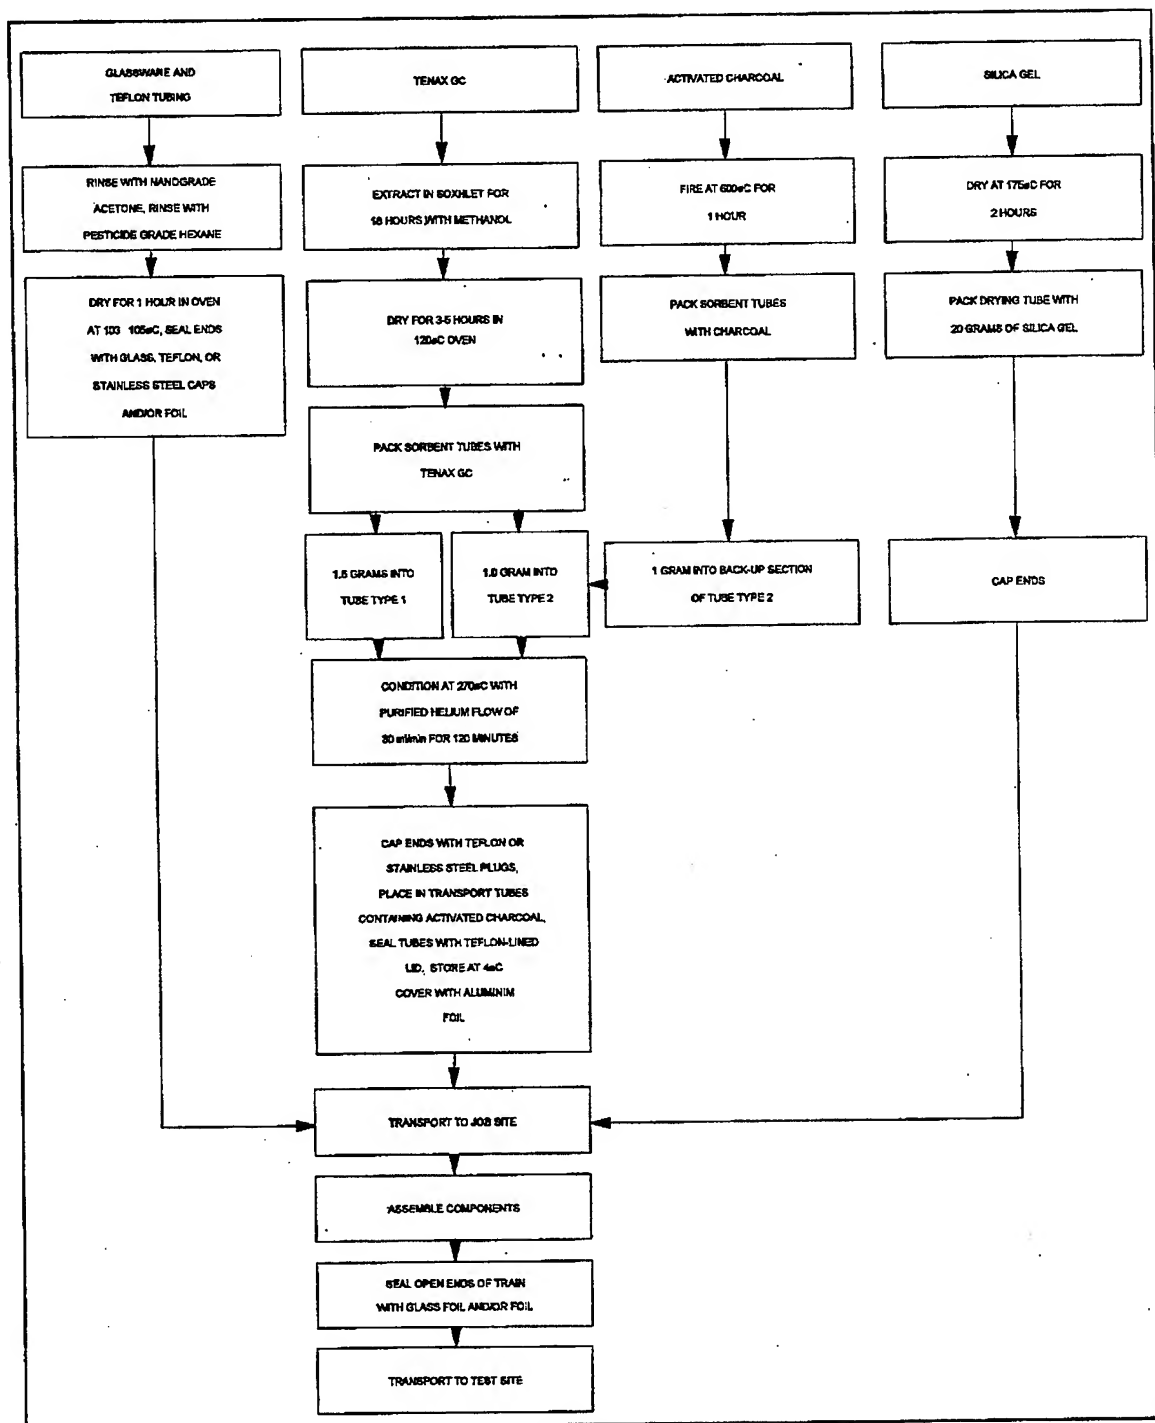 GLASSWARE AND
TEFLON TUBING
TENAX GC
ACTIVATED CHARCOAL
SILICA GEL
RINSE WITH NANOGRADE
ACETONE, RINSE WITH
PESTICIDE GRADE HEXANE
EXTRACT IN SOXHLET FOR
18 HOURS WITH METHANOL
FIRE AT 600øC FOR
1 HOUR
DRY AT 175øC FOR
2 HOURS
DRY FOR 1 HOUR IN OVEN
AT 103 105øC, SEAL ENDS
WITH GLASS, TEFLON, OR
STAINLESS STEEL CAPS
AND/OR FOIL
DRY FOR 3-5 HOURS IN
120øC OVEN
PACK SORBENT TUBES
WITH CHARCOAL
PACK DRYING TUBE WITH
20 GRAMS OF SILICA GEL
PACK SORBENT TUBES WITH
TENAX GC
1.5 GRAMS INTO
TUBE TYPE 1
1.0 GRAM INTO
TUBE TYPE 2
1 GRAM INTO BACK-UP SECTION
OF TUBE TYPE 2
CAP ENDS
CONDITION AT 270øC WITH
PURIFIED HELIUM FLOW OF
30 ml/min FOR 120 MINUTES
CAP ENDS WITH TEFLON OR
STAINLESS STEEL PLUGS,
PLACE IN TRANSPORT TUBES
CONTAINING ACTIVATED CHARCOAL,
SEAL TUBES WITH TEFLON-LINED
LID, STORE AT 4øC
COVER WITH ALUMINIM
FOIL
TRANSPORT TO JOB SITE
ASSEMBLE COMPONENTS
SEAL OPEN ENDS OF TRAIN
WITH GLASS FOIL AND/OR FOIL
TRANSPORT TO TEST SITE